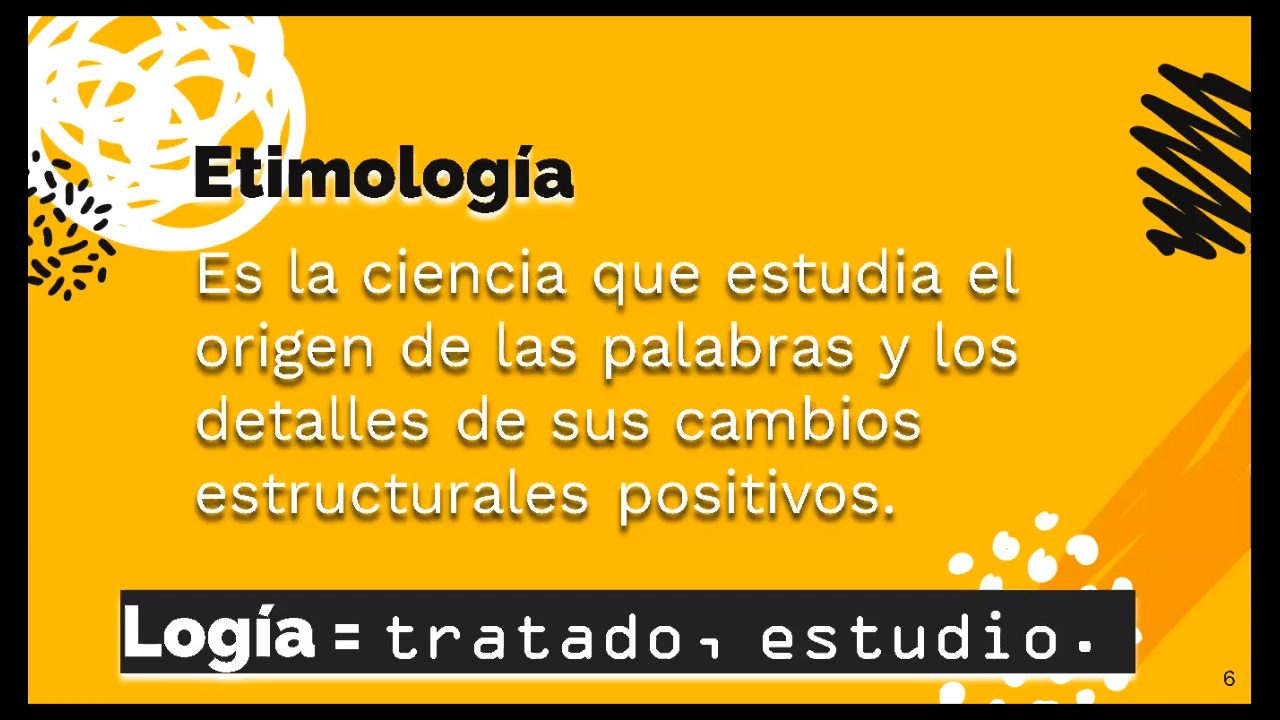 Etimología
Es la ciencia que estudia el
origen de las palabras y los
detalles de sus cambios
estructurales positivos.
Logía = tratado, estudio.
6